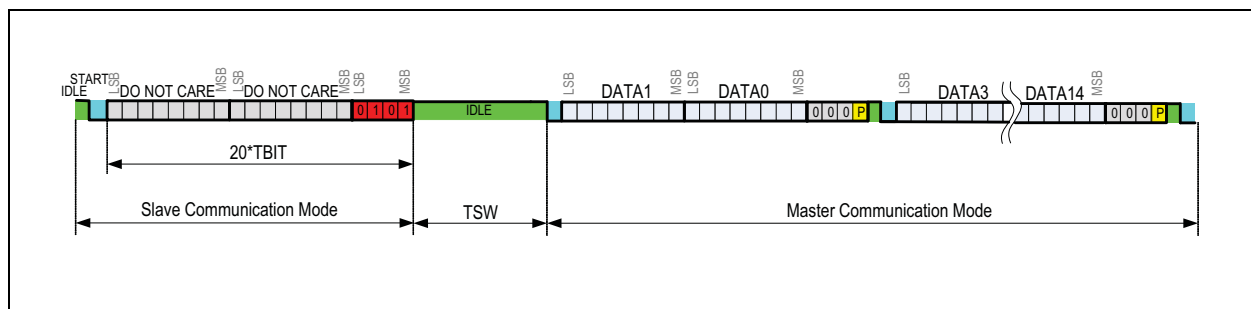 START
IDLE
LSB DO NOT CARE MSB LSB DO NOT CARE MSB LSB MSB
LSB DATA1 MSB LSB DATA0 MSB LSB DATA3 DATA14 MSB
0 1 0 1 IDLE 0 0 0 P 0 0 0 P
20*TBIT
Slave Communication Mode TSW Master Communication Mode